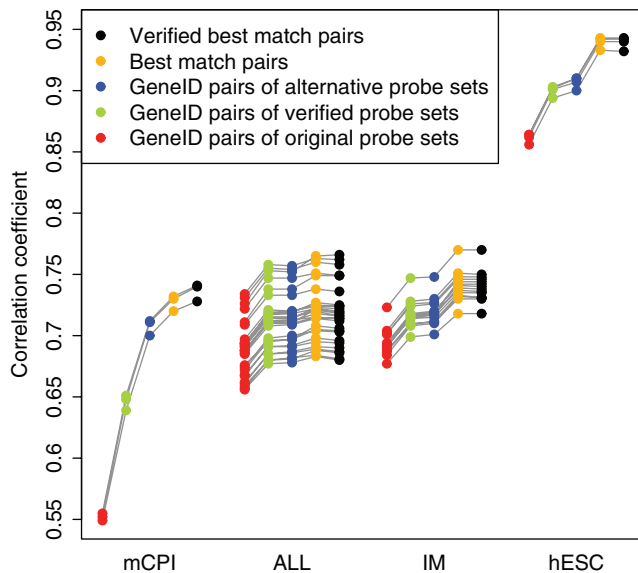 Verified best match pairs
Best match pairs
GeneID pairs of alternative probe sets
GeneID pairs of verified probe sets
GeneID pairs of original probe sets
Correlation coefficient
0.95
0.9
0.85
0.8
0.75
0.7
0.65
0.6
0.55
mCPI ALL IM hESC